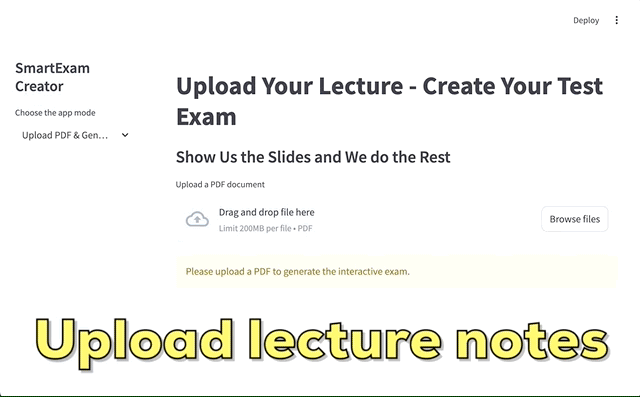 Deploy
SmartExam
Creator
Choose the app mode
Upload PDF & Gen...
Upload Your Lecture - Create Your Test
Exam
Show Us the Slides and We do the Rest
Upload a PDF document
Drag and drop file here
Limit 200MB per file • PDF
Browse files
Please upload a PDF to generate the interactive exam.
Upload lecture notes